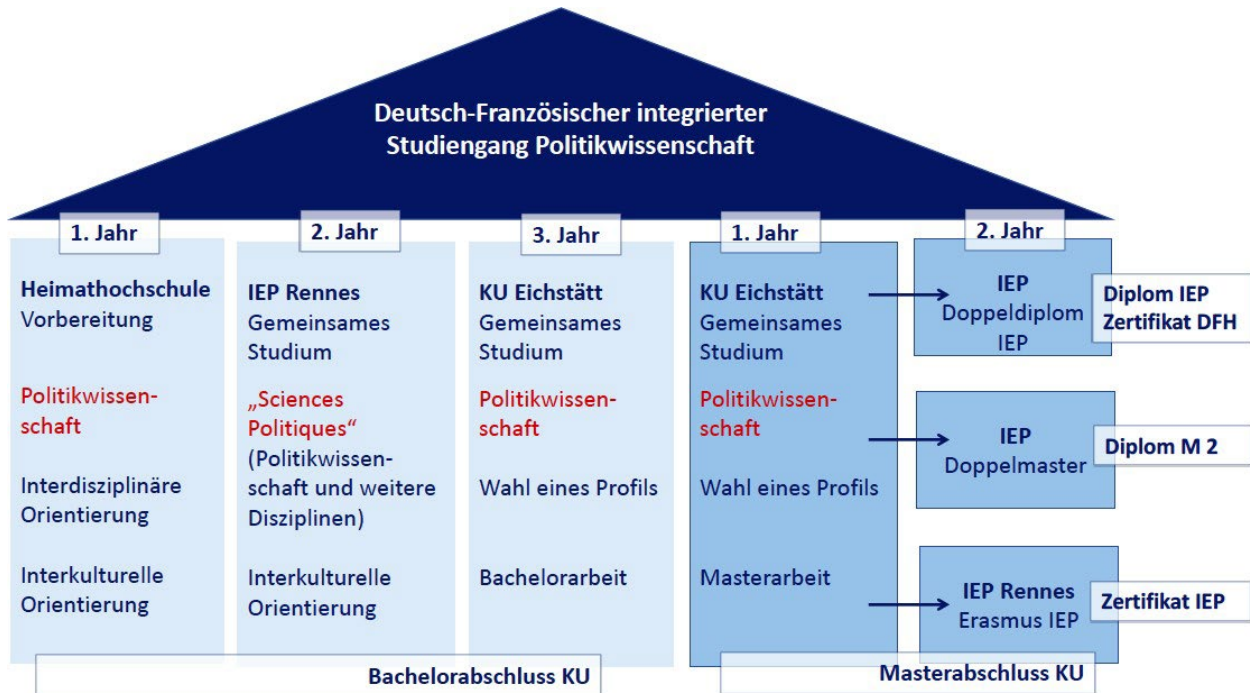 Deutsch-Französischer integrierter
Studiengang Politikwissenschaft
1. Jahr
Heimathochschule
Vorbereitung
Politikwissen-
schaft
Interdisziplinäre
Orientierung
Interkulturelle
Orientierung
2. Jahr
IEP Rennes
Gemeinsames
Studium
„Sciences
Politiques“
(Politikwissen-
schaft und weitere
Disziplinen)
Interkulturelle
Orientierung
3. Jahr
KU Eichstätt
Gemeinsames
Studium
Politikwissen-
schaft
Wahl eines Profils
Bachelorarbeit
Bachelorabschluss KU
1. Jahr
KU Eichstätt
Gemeinsames
Studium
Politikwissen-
schaft
Wahl eines Profils
Masterarbeit
2. Jahr
IEP
Doppeldiplom
IEP
Diplom IEP
Zertifikat DFH
IEP
Doppelmaster
Diplom M 2
IEP Rennes
Erasmus IEP
Zertifikat IEP
Masterabschluss KU